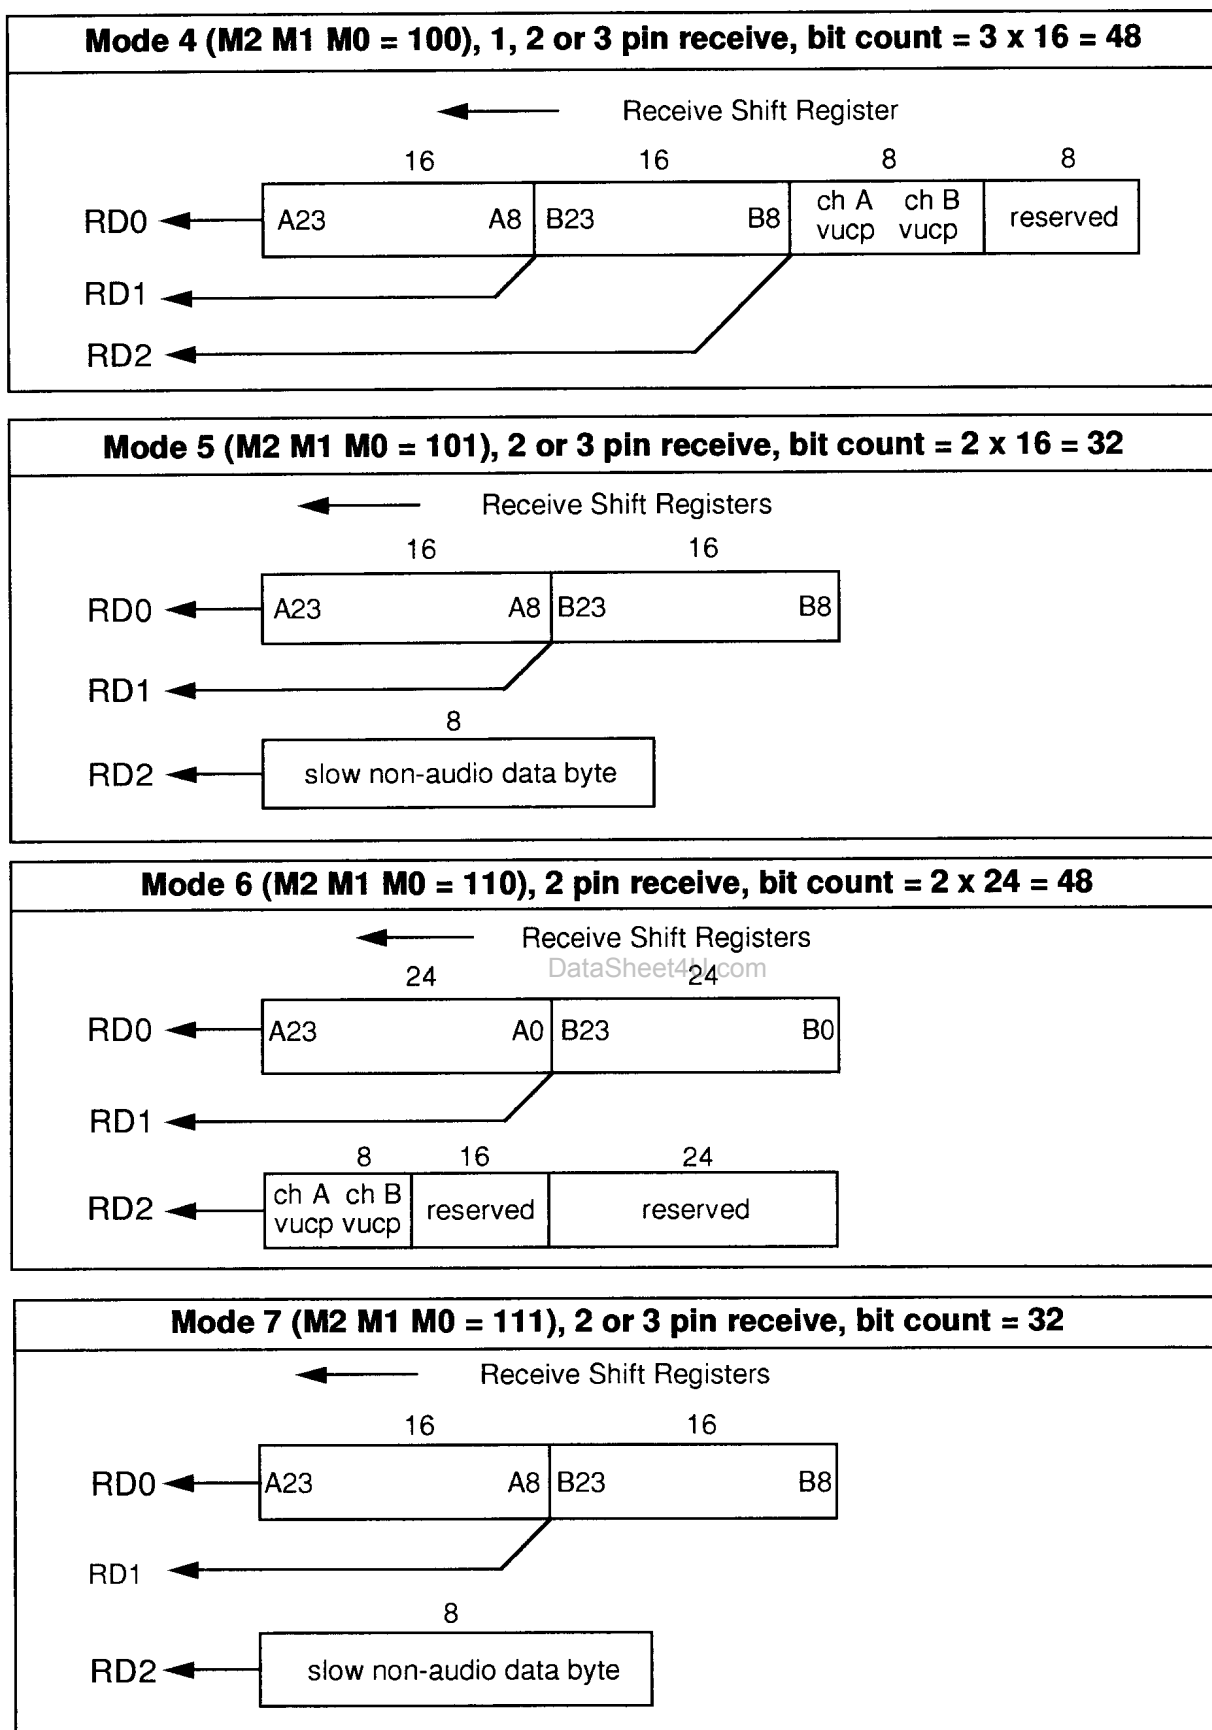 Mode 4 (M2 M1 M0 = 100), 1, 2 or 3 pin receive, bit count = 3 x 16 = 48
Receive Shift Register
16 16 8 8
RD0 A23 A8 B23 B8 ch A ch B reserved
vucp vucp
RD1
RD2
Mode 5 (M2 M1 M0 = 101), 2 or 3 pin receive, bit count = 2 x 16 = 32
Receive Shift Registers
16 16
RD0 A23 A8 B23 B8
RD1
8
RD2 slow non-audio data byte
Mode 6 (M2 M1 M0 = 110), 2 pin receive, bit count = 2 x 24 = 48
Receive Shift Registers
DataSheet4U.com
24 24
RD0 A23 A0 B23 B0
RD1
8 16 24
RD2 ch A ch B reserved reserved
vucp vucp
Mode 7 (M2 M1 M0 = 111), 2 or 3 pin receive, bit count = 32
Receive Shift Registers
16 16
RD0 A23 A8 B23 B8
RD1
8
RD2 slow non-audio data byte